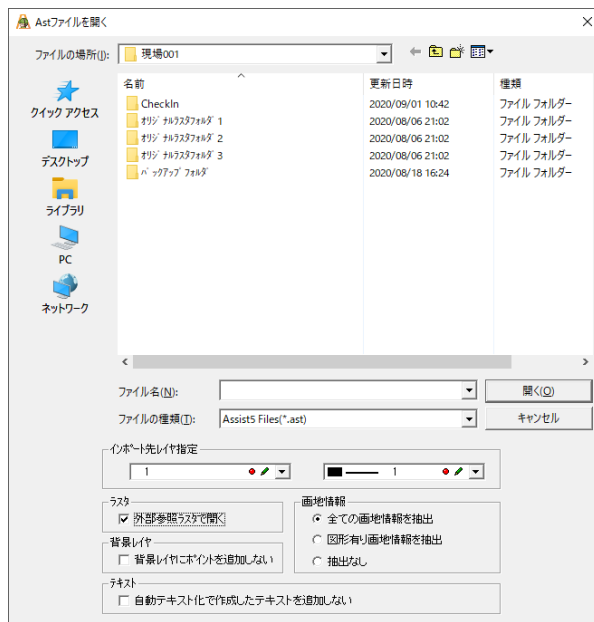 Astファイルを開く
ファイルの場所(I): 現場001
名前 更新日時 種類
CheckIn 2020/09/01 10:42 ファイル フォルダー
ｵﾘｼﾞﾅﾙﾗｽﾀﾌｫﾙﾀﾞ 1 2020/08/06 21:02 ファイル フォルダー
ｵﾘｼﾞﾅﾙﾗｽﾀﾌｫﾙﾀﾞ 2 2020/08/06 21:02 ファイル フォルダー
ｵﾘｼﾞﾅﾙﾗｽﾀﾌｫﾙﾀﾞ 3 2020/08/06 21:02 ファイル フォルダー
ﾊﾞｯｸｱｯﾌﾟﾌｫﾙﾀﾞ 2020/08/18 16:24 ファイル フォルダー
クイック アクセス
デスクトップ
ライブラリ
PC
ネットワーク
ファイル名(N): 開く(O)
ファイルの種類(T): Assist5 Files(*.ast) キャンセル
インポート先レイヤ指定
1 1
ラスタ
外部参照ラスタで開く
背景レイヤ
背景レイヤにポイントを追加しない
画地情報
全ての画地情報を抽出
図形有り画地情報を抽出
抽出なし
テキスト
自動テキスト化で作成したテキストを追加しない